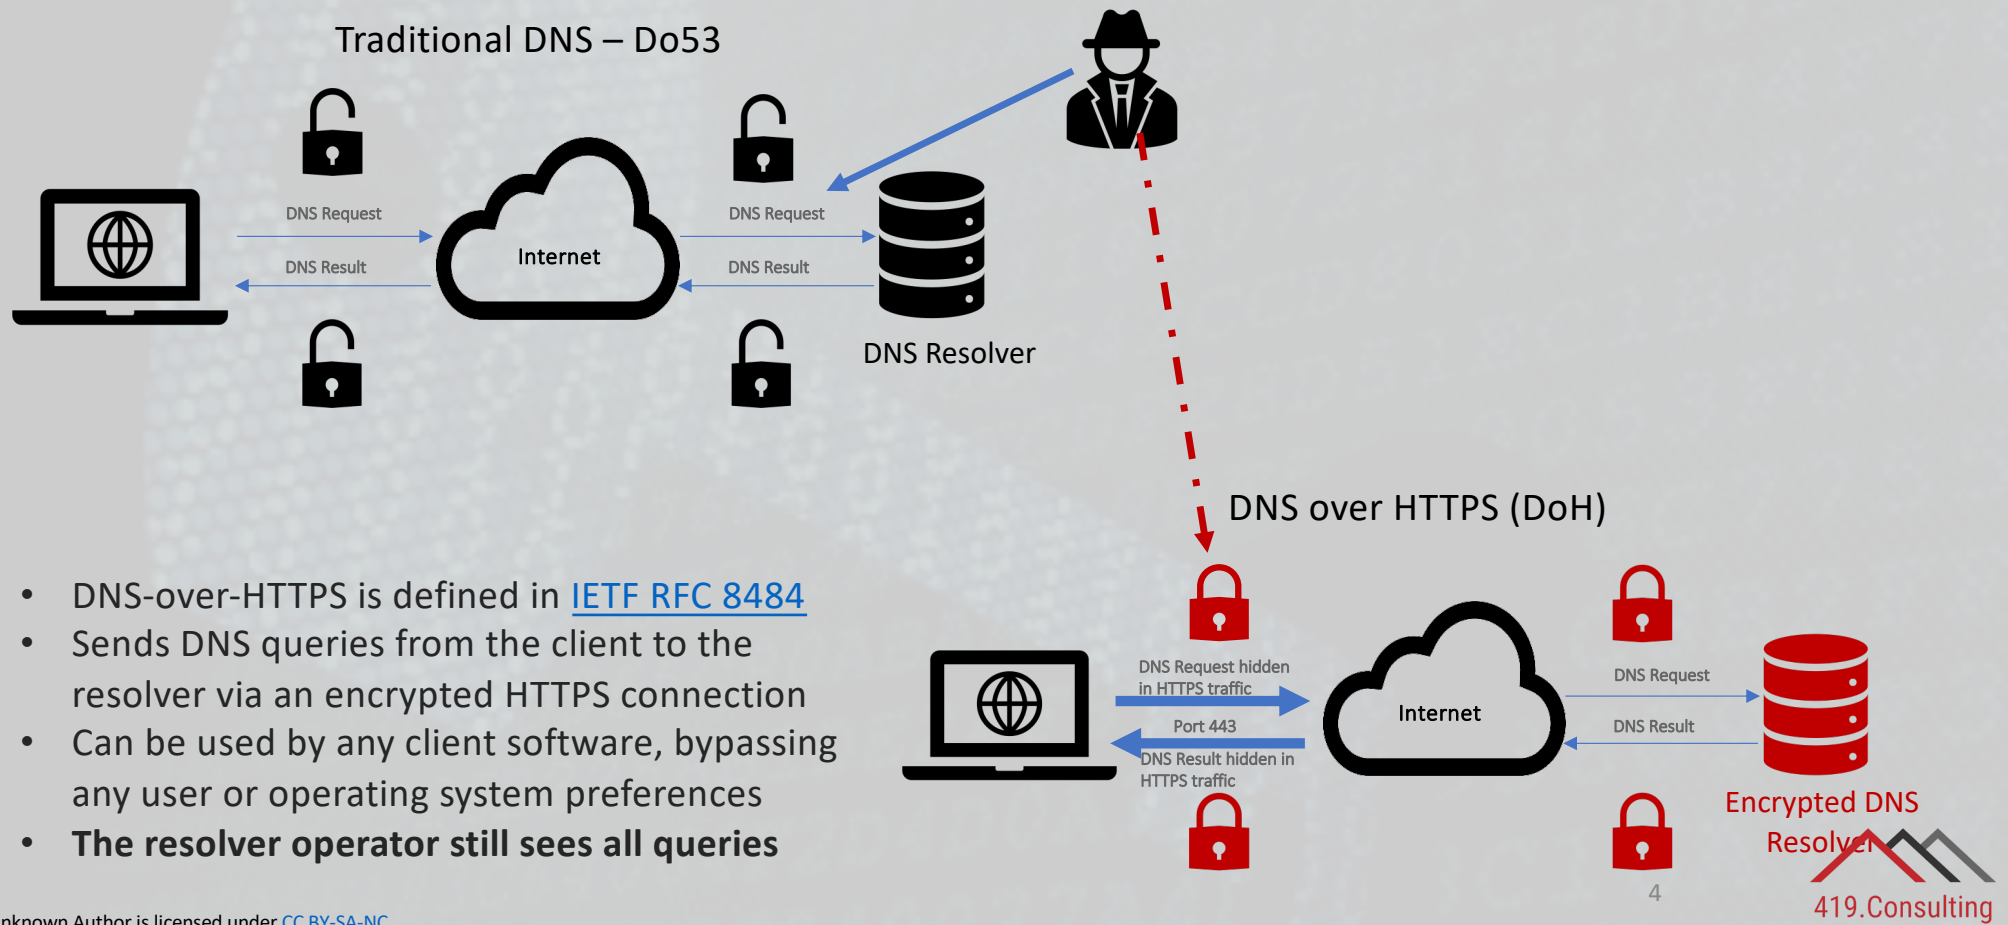 Traditional DNS – Do53
DNS Request
DNS Request
Internet
DNS Result
DNS Result
DNS Resolver
DNS over HTTPS (DoH)
• DNS-over-HTTPS is defined in IETF RFC 8484
• Sends DNS queries from the client to the
resolver via an encrypted HTTPS connection
• Can be used by any client software, bypassing
any user or operating system preferences
• The resolver operator still sees all queries
DNS Request hidden
in HTTPS traffic
Port 443
DNS Result hidden in
HTTPS traffic
Internet
DNS Request
DNS Result
Encrypted DNS
Resolver
4
419.Consulting
Author is licensed under CC BY-SA-NC